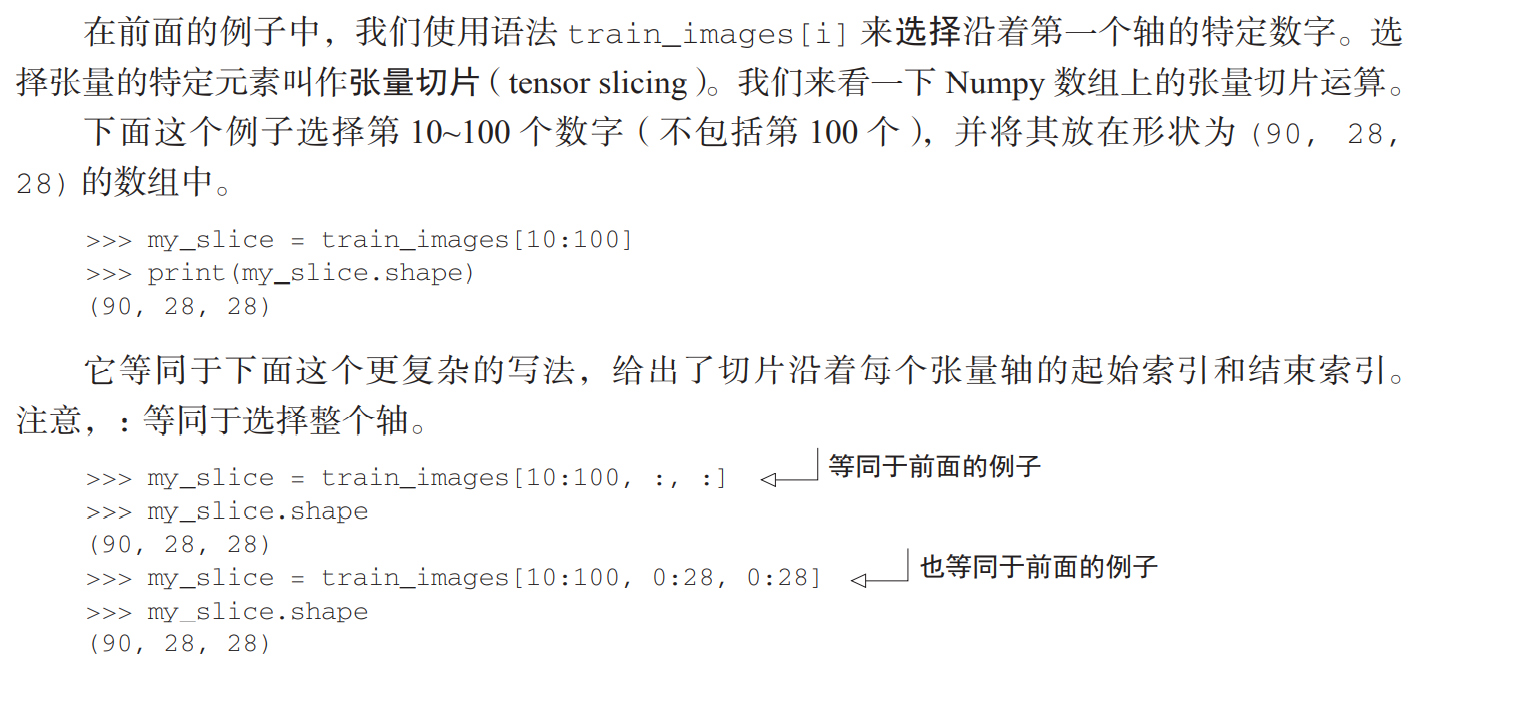 在前面的例子中，我们使用语法 train_images[i] 来选择沿着第一个轴的特定数字。选
择张量的特定元素叫作张量切片（tensor slicing）。我们来看一下 Numpy 数组上的张量切片运算。
下面这个例子选择第 10~100 个数字（不包括第 100 个），并将其放在形状为 (90, 28,
28) 的数组中。
>>> my_slice = train_images[10:100]
>>> print(my_slice.shape)
(90, 28, 28)
它等同于下面这个更复杂的写法，给出了切片沿着每个张量轴的起始索引和结束索引。
注意，: 等同于选择整个轴。
>>> my_slice = train_images[10:100, :, :] 等同于前面的例子
>>> my_slice.shape
(90, 28, 28)
>>> my_slice = train_images[10:100, 0:28, 0:28] 也等同于前面的例子
>>> my_slice.shape
(90, 28, 28)